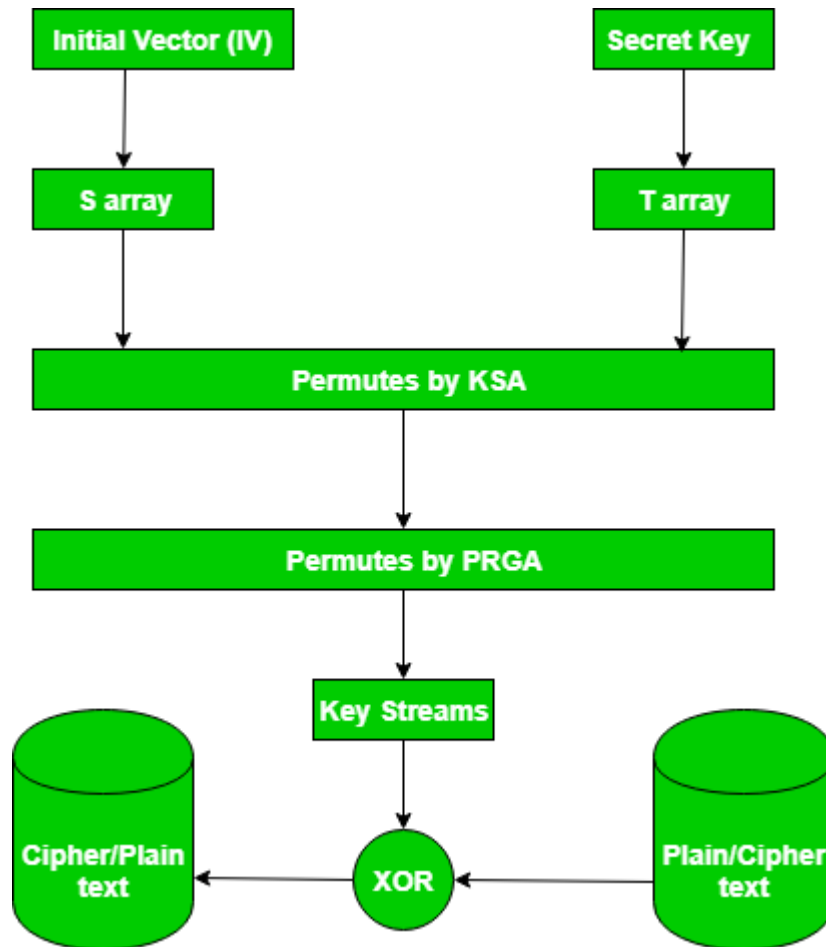 Initial Vector (IV)
Secret Key
S array
T array
Permutes by KSA
Permutes by PRGA
Key Streams
Cipher/Plain
text
XOR
Plain/Cipher
text